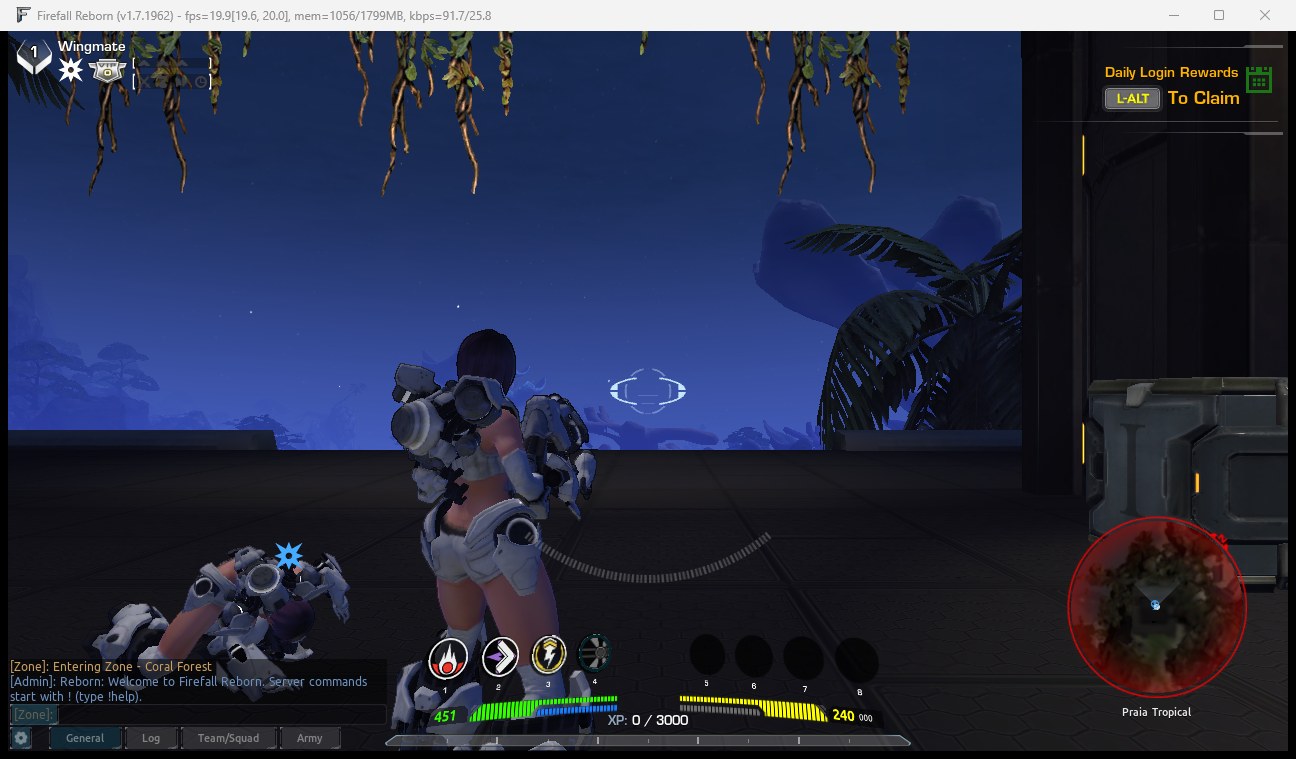 Firefall Reborn (v1.7.1962) - fps=19.9[19.6, 20.0], mem=1056/1799MB, kbps=91.7/25.8
1
Wingmate
Daily Login Rewards
L-ALT To Claim
[Zone]: Entering Zone - Coral Forest
[Admin]: Reborn: Welcome to Firefall Reborn. Server commands
start with ! (type !help).
[Zone]:
General
Log
Team/Squad
Army
1
2
3
4
5
6
7
8
451
XP: 0 / 3000
240 000
Praia Tropical